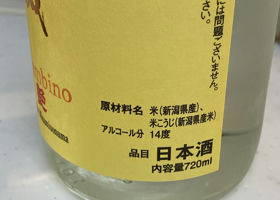 には問題ございません。
ださい。
mbino
原材料名 米(新潟県産)、
米こうじ(新潟県産米)
アルコール分 14度
品目 日本酒
内容量720ml